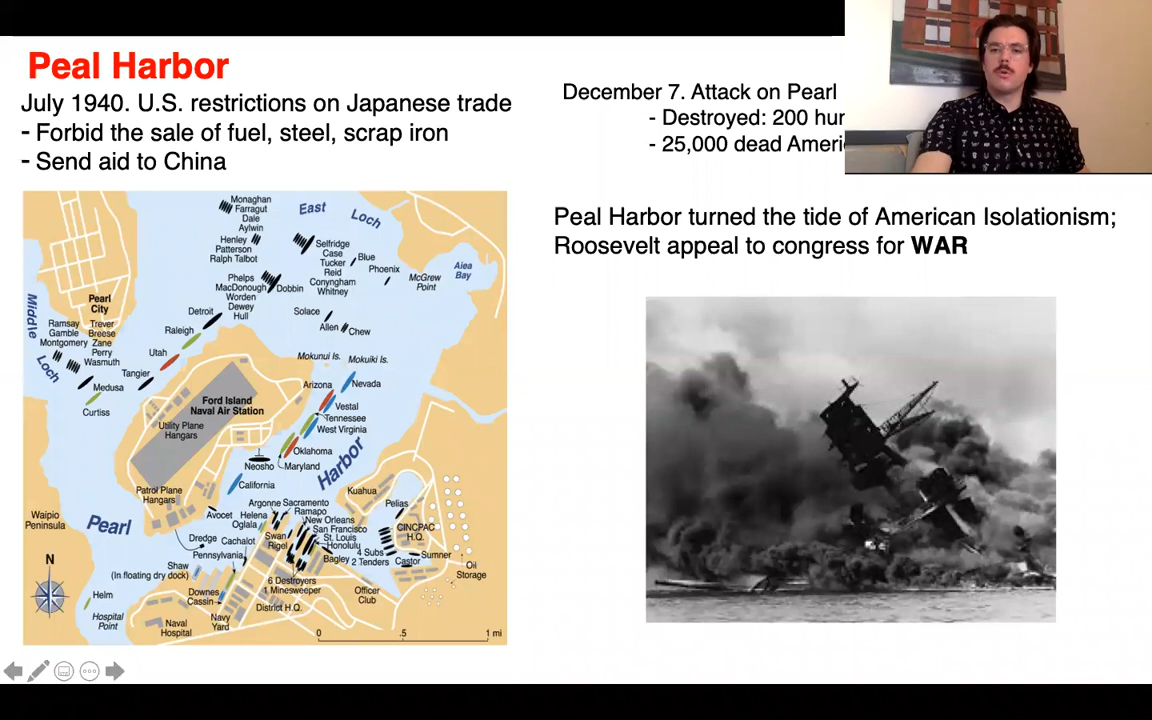 Peal Harbor
July 1940. U.S. restrictions on Japanese trade
- Forbid the sale of fuel, steel, scrap iron
- Send aid to China
December 7. Attack on Pearl
- Destroyed: 200 hur
- 25,000 dead Ameri
Peal Harbor turned the tide of American Isolationism;
Roosevelt appeal to congress for WAR
Monaghan
Farragut
Dale
Aylwin
Henley
Patterson
Ralph Talbot
East
Loch
Selfridge
Case
Tucker
Reid
Conyngham
Whitney
Blue
Phoenix
McGrew
Point
Aiea
Bay
Phelps
MacDonough
Worden
Dewey
Hull
Dobbin
Pearl
City
Middle
Loch
Ramsay
Gamble
Montgomery
Trever
Breese
Zane
Perry
Wasmuth
Medusa
Curtiss
Tangier
Utah
Raleigh
Detroit
Solace
Allen
Chew
Mokunui Is.
Mokuiki Is.
Ford Island
Naval Air Station
Utility Plane
Hangars
Patrol Plane
Hangars
Arizona
Nevada
Vestal
Tennessee
West Virginia
Oklahoma
Maryland
Neosho
California
Pearl
Harbor
Waipio
Peninsula
Avocet
Helena
Oglala
Argonne
Sacramento
Ramapo
New Orleans
San Francisco
St. Louis
Honolulu
Swan
Rigel
Bagley
Dredge
Cachalot
Pennsylvania
Shaw
(In floating dry dock)
Downes
Cassin
6 Destroyers
1 Minesweeper
District H.Q.
Navy
Yard
Naval
Hospital
Helm
Hospital
Point
Kuahua
Pelias
CINCPAC
H.Q.
4 Subs
2 Tenders
Castor
Sumner
Oil
Storage
Officer
Club
N
0 .5 1 mi